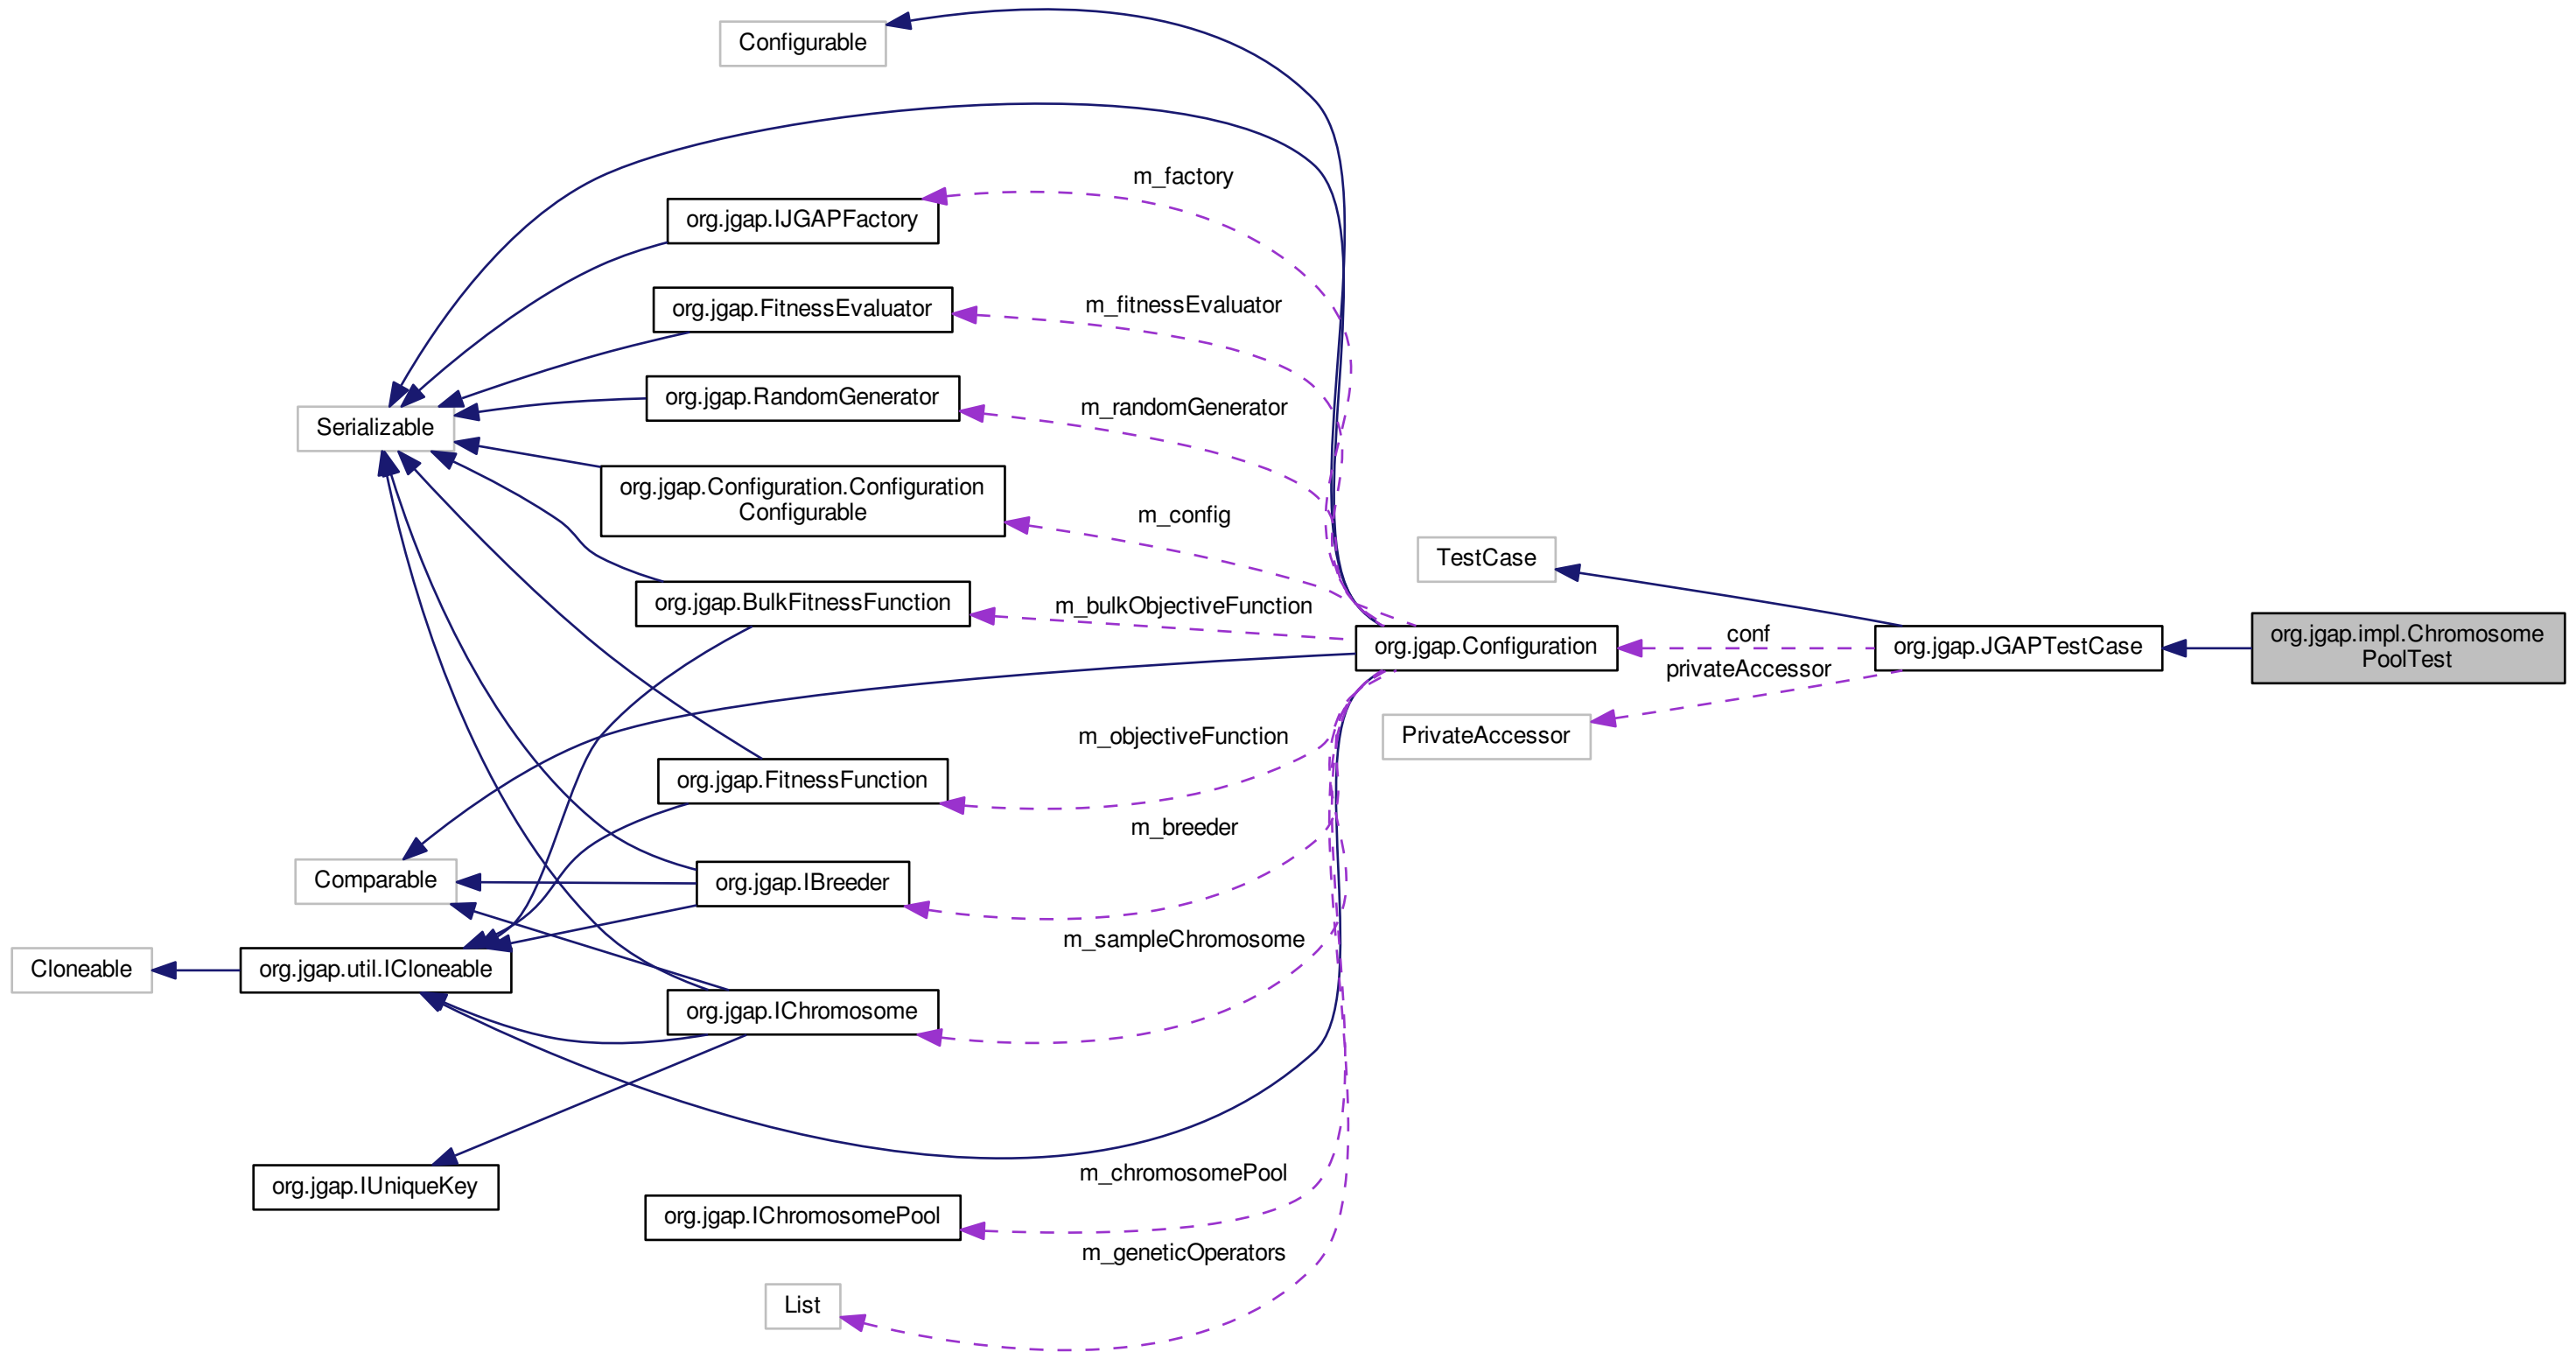 Configurable
m_factory
org.jgap.IJGAPFactory
m_fitnessEvaluator
org.jgap.FitnessEvaluator
org.jgap.RandomGenerator
m_randomGenerator
Serializable
org.jgap.Configuration.Configuration
Configurable
m_config
TestCase
org.jgap.BulkFitnessFunction
m_bulkObjectiveFunction
org.jgap.Configuration
conf
org.jgap.JGAPTestCase
org.jgap.impl.Chromosome
PoolTest
privateAccessor
PrivateAccessor
m_objectiveFunction
org.jgap.FitnessFunction
m_breeder
Comparable
org.jgap.IBreeder
m_sampleChromosome
Cloneable
org.jgap.util.ICloneable
org.jgap.IChromosome
m_chromosomePool
org.jgap.IUniqueKey
org.jgap.IChromosomePool
m_geneticOperators
List